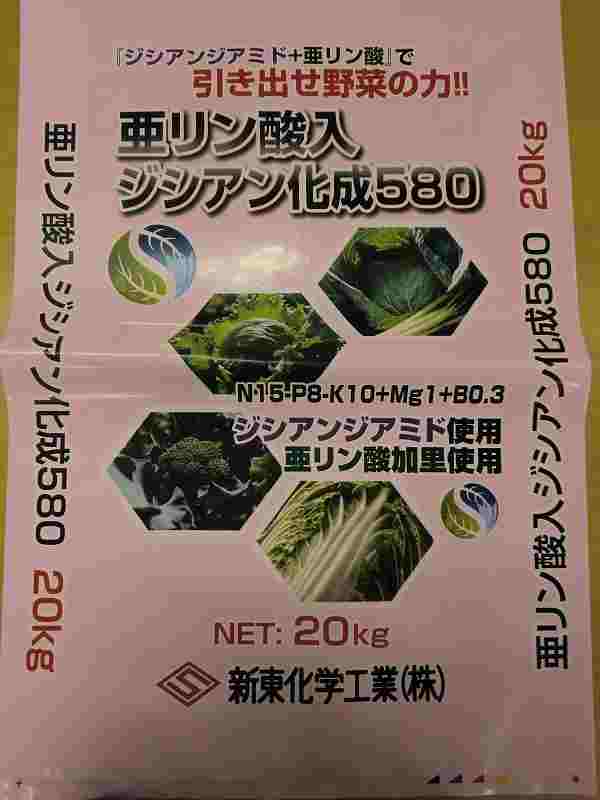 『ジシアンジアミド+亜リン酸』で
引き出せ野菜の力!!
亜リン酸入
ジシアン化成580
亜リン酸入ジシアン化成580 20kg
亜リン酸入ジシアン化成580 20kg
N15-P8-K10+Mg1+B0.3
ジシアンジアミド使用
亜リン酸加里使用
NET: 20kg
新東化学工業(株)